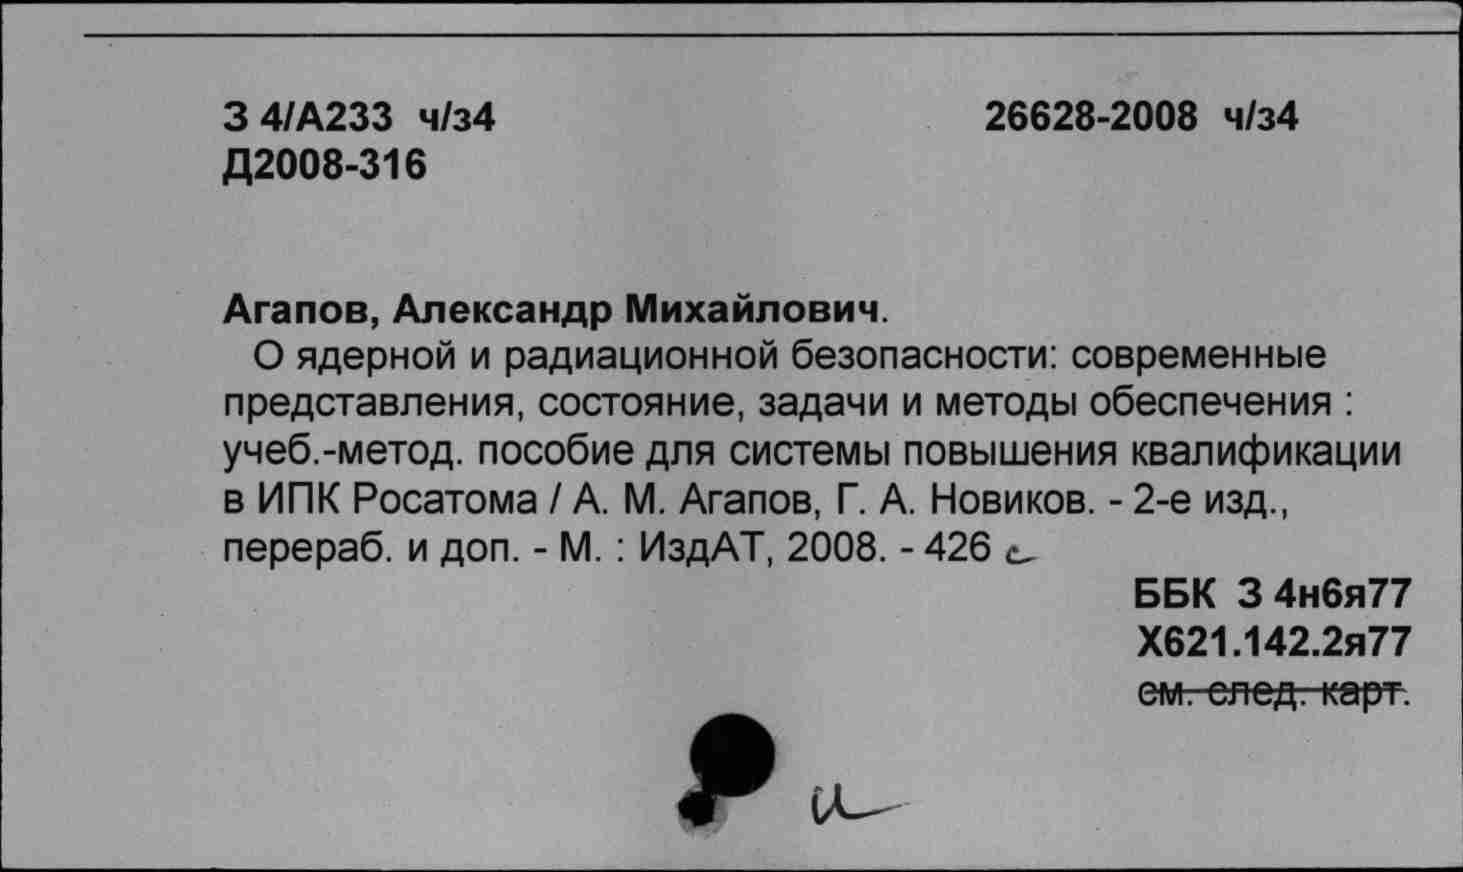 З 4/А233 ч/з4 26628-2008 ч/з4
Д2008-316
Агапов, Александр Михайлович.
О ядерной и радиационной безопасности: современные
представления, состояние, задачи и методы обеспечения :
учеб.-метод. пособие для системы повышения квалификации
в ИПК Росатома / А. М. Агапов, Г. А. Новиков. - 2-е изд.,
перераб. и доп. - М. : ИздАТ, 2008. - 426 с
ББК З 4н6я77
Х621.142.2я77
см. след. карт.